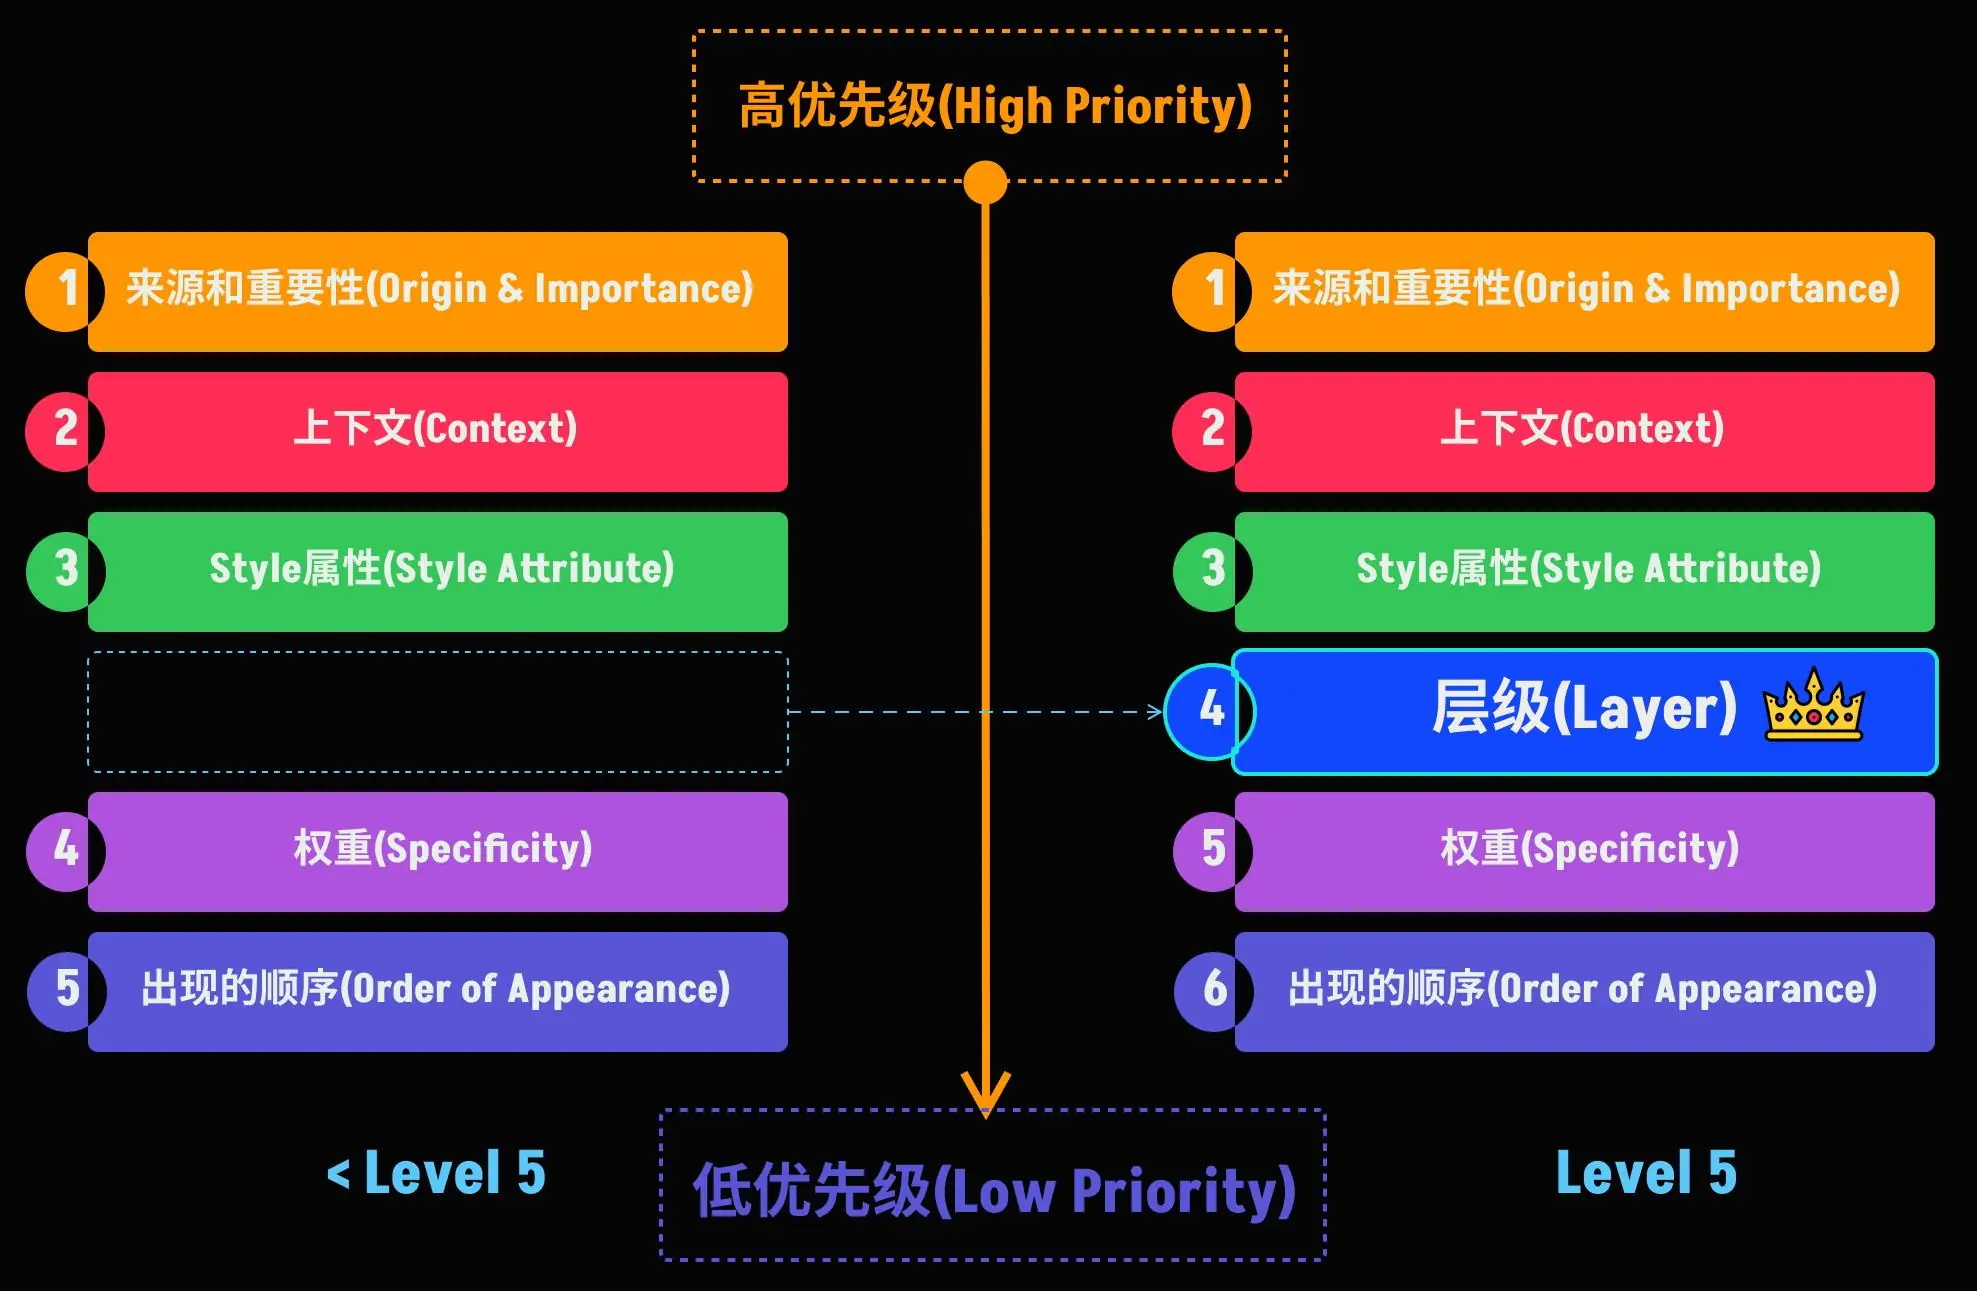 高优先级(High Priority)
1 来源和重要性(Origin & Importance)
2 上下文(Context)
3 Style属性(Style Attribute)
4 权重(Specificity)
5 出现的顺序(Order of Appearance)
< Level 5
1 来源和重要性(Origin & Importance)
2 上下文(Context)
3 Style属性(Style Attribute)
4 层级(Layer)
5 权重(Specificity)
6 出现的顺序(Order of Appearance)
Level 5
低优先级(Low Priority)